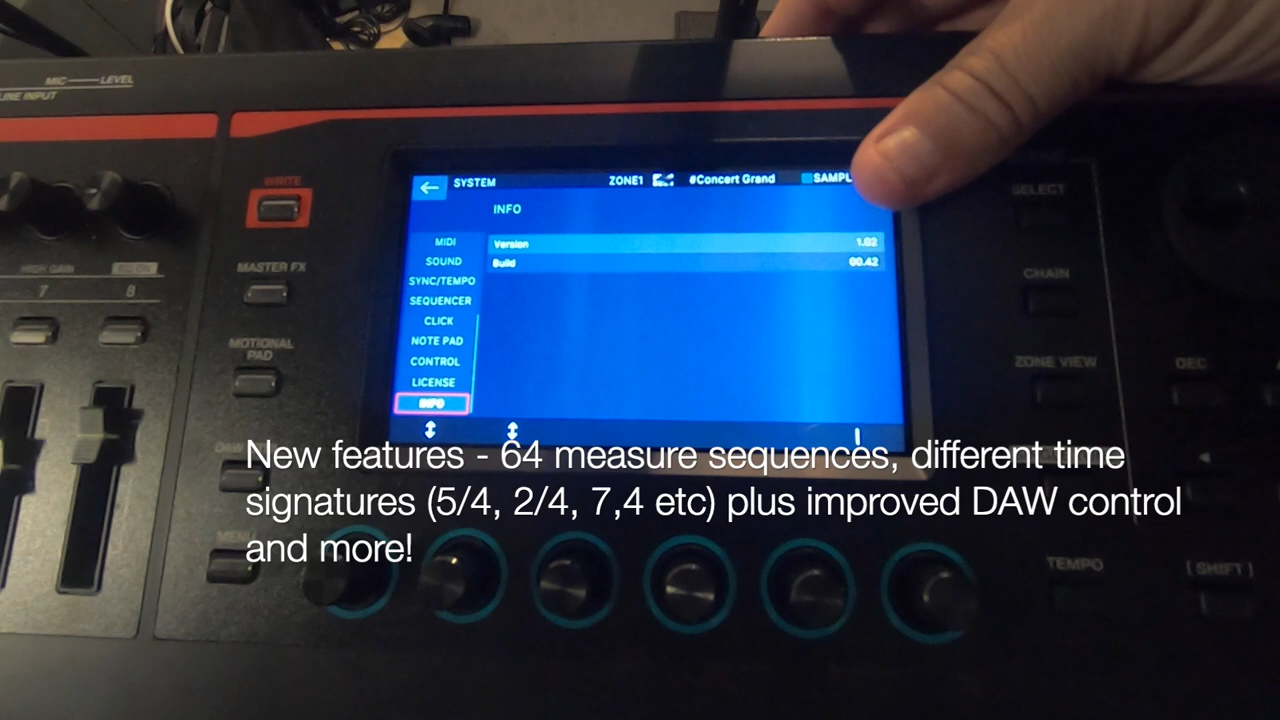 MIC LEVEL
LINE INPUT
WRITE
HIGH GAIN
7
8
MASTER FX
MOTIONAL
PAD
SYSTEM
ZONE1
#Concert Grand
INFO
MIDI
SOUND
SYNC/TEMPO
SEQUENCER
CLICK
NOTE PAD
CONTROL
LICENSE
INFO
Version 1.02
Build 00.42
SELECT
CHAIN
ZONE VIEW
DEC
TEMPO
[SHIFT]
New features - 64 measure sequences, different time
signatures (5/4, 2/4, 7,4 etc) plus improved DAW control
and more!